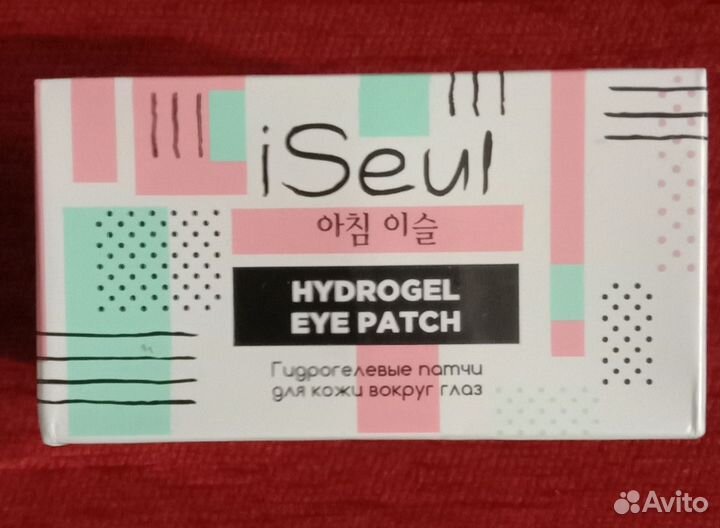 iSeul
아침 이슬
HYDROGEL
EYE PATCH
Гидрогелевые патчи
для кожи вокруг глаз
Avito